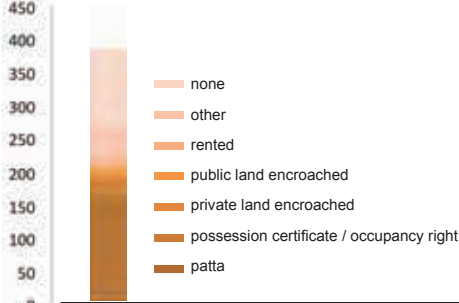 450
400
350
300
250
200
150
100
50
none
other
rented
public land encroached
private land encroached
possession certificate / occupancy right
patta